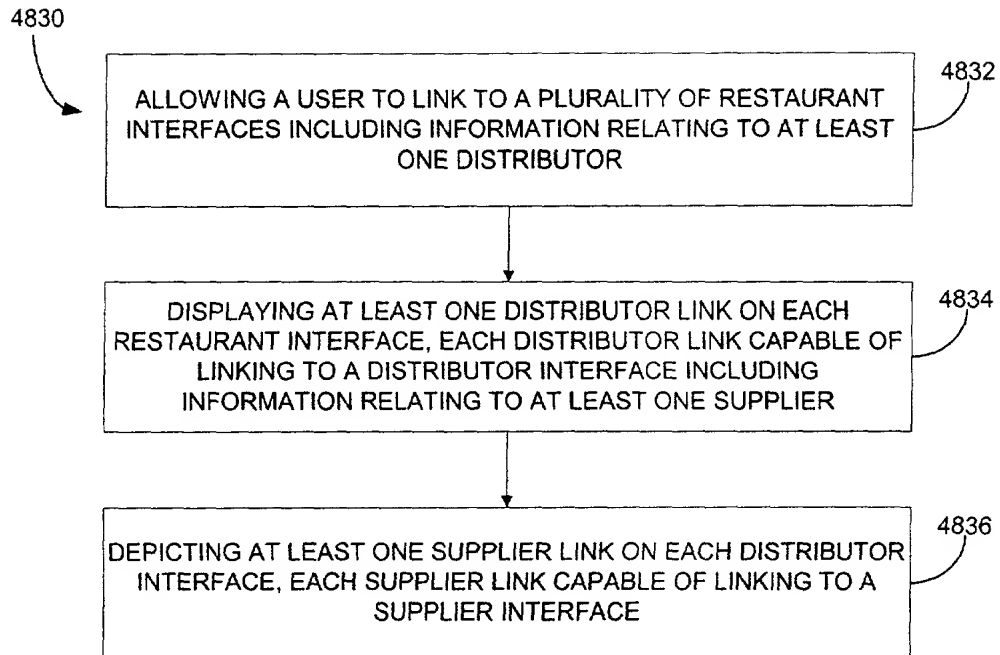 4830
4832
ALLOWING A USER TO LINK TO A PLURALITY OF RESTAURANT
INTERFACES INCLUDING INFORMATION RELATING TO AT LEAST
ONE DISTRIBUTOR
4834
DISPLAYING AT LEAST ONE DISTRIBUTOR LINK ON EACH
RESTAURANT INTERFACE, EACH DISTRIBUTOR LINK CAPABLE OF
LINKING TO A DISTRIBUTOR INTERFACE INCLUDING
INFORMATION RELATING TO AT LEAST ONE SUPPLIER
4836
DEPICTING AT LEAST ONE SUPPLIER LINK ON EACH DISTRIBUTOR
INTERFACE, EACH SUPPLIER LINK CAPABLE OF LINKING TO A
SUPPLIER INTERFACE